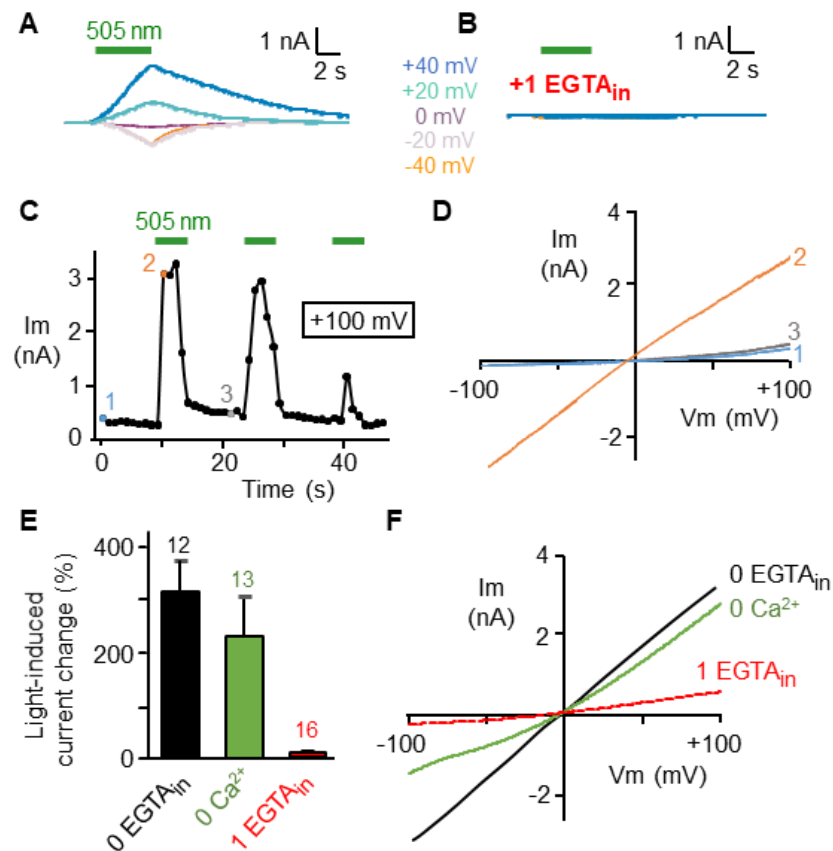 A
505 nm
1 nA
2 s
+40 mV
+20 mV
0 mV
-20 mV
-40 mV
B
1 nA
2 s
+1 EGTAin
C
505 nm
3
2
1
0
Im
(nA)
2
1
3
+100 mV
0
20
40
Time (s)
D
4
2
-2
Im
(nA)
2
3
1
-100
+100
Vm (mV)
E
400
200
0
Light-induced
current change (%)
12
13
16
0 EGTAin
0 Ca2+
1 EGTAin
F
4
2
-2
Im
(nA)
0 EGTAin
0 Ca2+
1 EGTAin
-100
+100
Vm (mV)